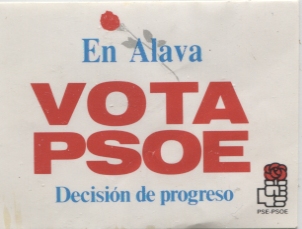 En Alava
VOTA
PSOE
Decisión de progreso
PSE-PSOE